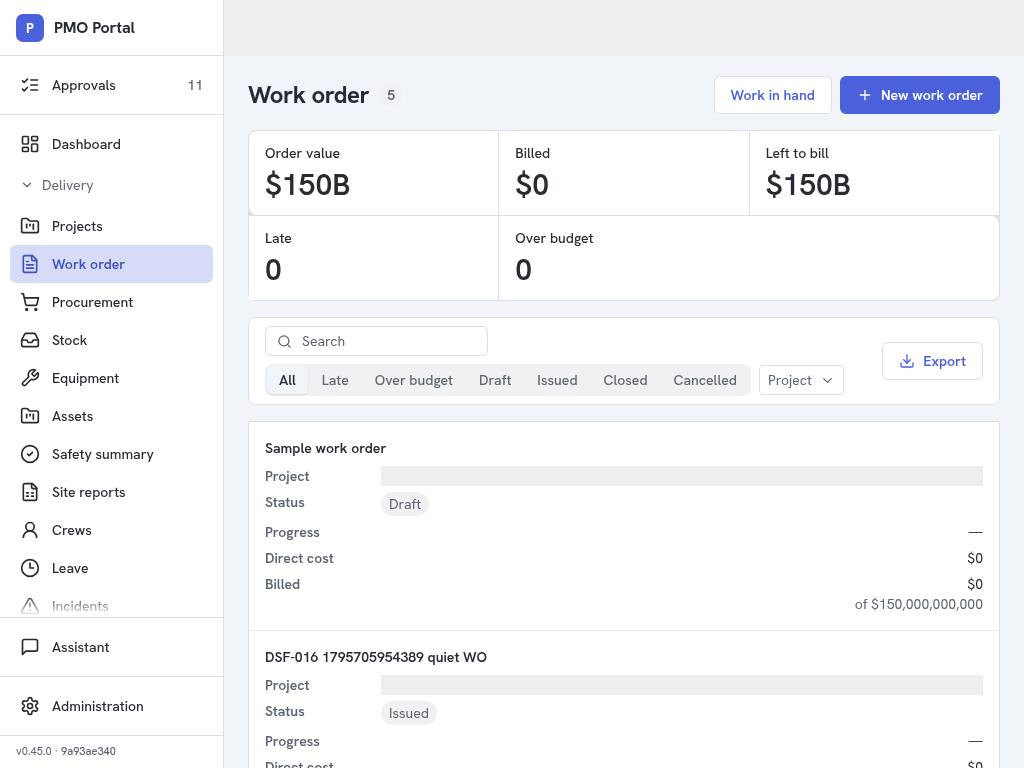 P PMO Portal
Approvals 11
Dashboard
Delivery
Projects
Work order
Procurement
Stock
Equipment
Assets
Safety summary
Site reports
Crews
Leave
Incidents
Assistant
Administration
v0.45.0 · 9a93ae340
Work order 5
Work in hand
New work order
Order value
$150B
Billed
$0
Left to bill
$150B
Late
0
Over budget
0
Search
All Late Over budget Draft Issued Closed Cancelled
Project
Export
Sample work order
Project
Status Draft
Progress —
Direct cost $0
Billed $0
of $150,000,000,000
DSF-016 1795705954389 quiet WO
Project
Status Issued
Progress —
Direct cost $0